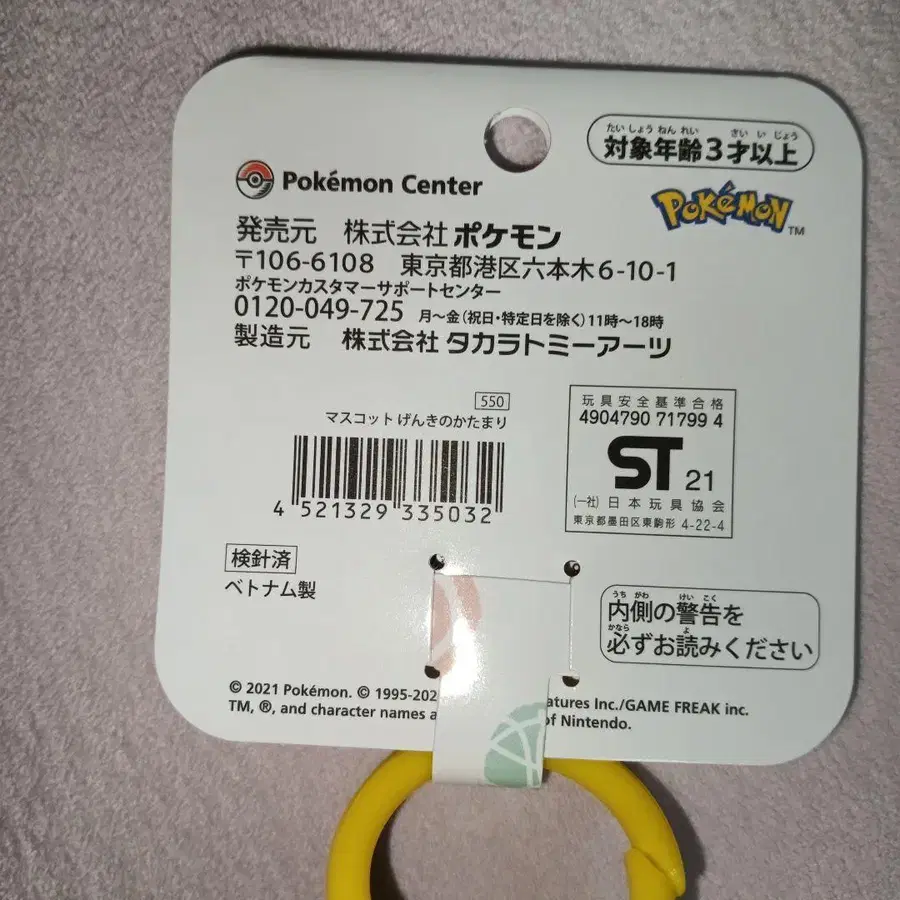 たいしょうねんれい さいいじょう
対象年齢3才以上
Pokémon Center
POKéMON TM
発売元 株式会社 ポケモン
〒106-6108 東京都港区六本木6-10-1
ポケモンカスタマーサポートセンター
0120-049-725 月～金(祝日・特定日を除く)11時～18時
製造元 株式会社 タカラトミーアーツ
550
マスコット げんきのかたまり
4 521329 335032
玩具安全基準合格
4904790 71799 4
ST 21
(一社)日本玩具協会
東京都墨田区東駒形 4-22-4
検針済
ベトナム製
うちがわ けいこく
内側の警告を
かなら よ
必ずお読みください
© 2021 Pokémon. © 1995-202 atures Inc./GAME FREAK inc.
TM, ®, and character names a of Nintendo.